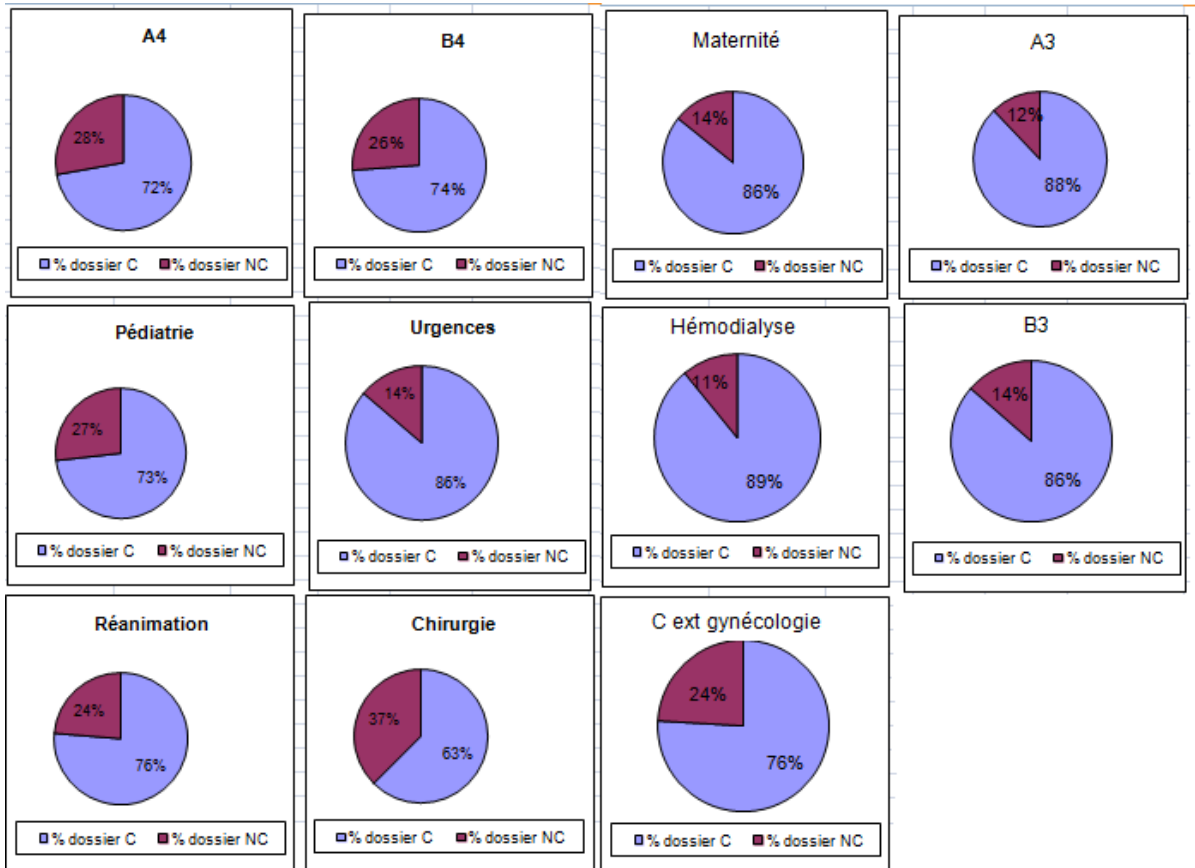 A4
28%
72%
% dossier C % dossier NC
B4
26%
74%
% dossier C % dossier NC
Maternité
14%
86%
% dossier C % dossier NC
A3
12%
88%
% dossier C % dossier NC
Pédiatrie
27%
73%
% dossier C % dossier NC
Urgences
14%
86%
% dossier C % dossier NC
Hémodialyse
11%
89%
% dossier C % dossier NC
B3
14%
86%
% dossier C % dossier NC
Réanimation
24%
76%
% dossier C % dossier NC
Chirurgie
37%
63%
% dossier C % dossier NC
C ext gynécologie
24%
76%
% dossier C % dossier NC